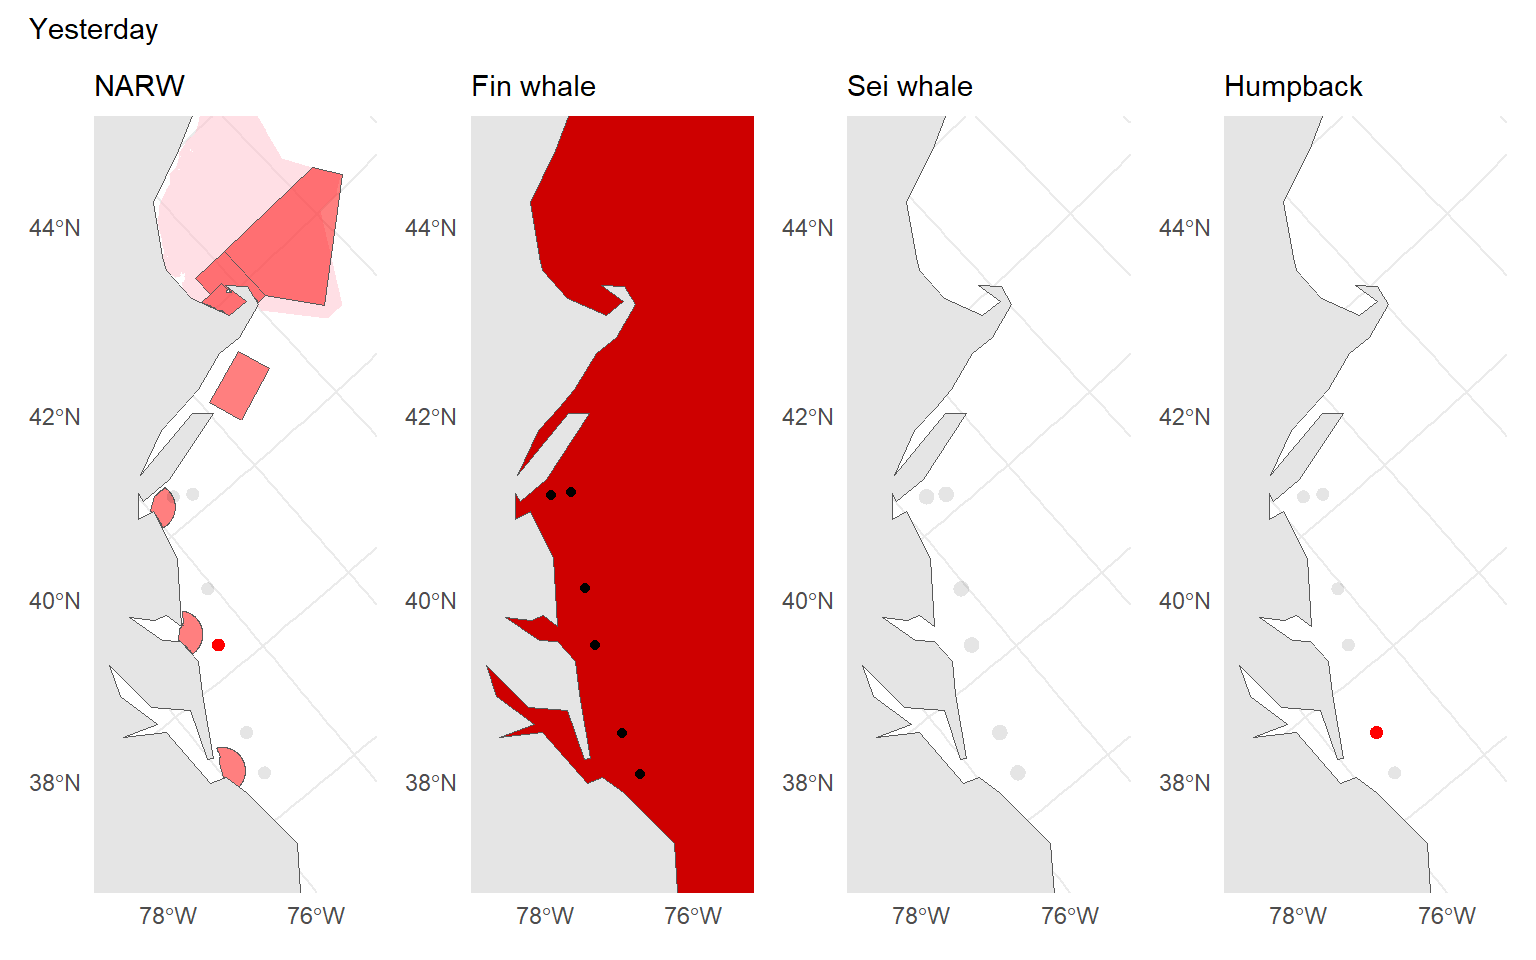 Yesterday
NARW Fin whale Sei whale Humpback
44°N 44°N 44°N 44°N
42°N 42°N 42°N 42°N
40°N 40°N 40°N 40°N
38°N 38°N 38°N 38°N
78°W 76°W 78°W 76°W 78°W 76°W 78°W 76°W